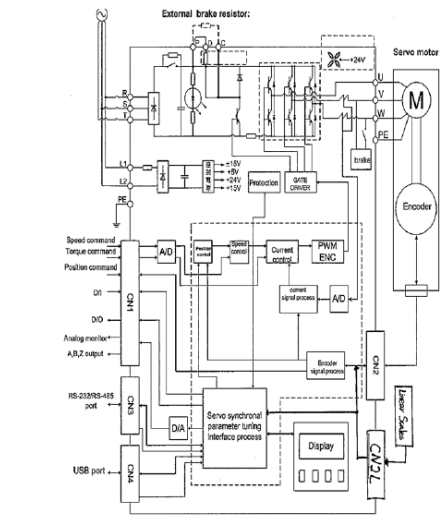 External brake resistor:
P D C
+24V
Servo motor
R
S
T
U
V
W
PE
M
L1
L2
±15V
+5V
+24V
+15V
brake
PE
Protection
GATE
DRIVER
Encoder
Speed command
Torque command
Position command
A/D
Position
control
Speed
control
Current
control
PWM
ENC
current
signal process
A/D
DI
D/O
Analog monitor
A,B,Z output
CN1
Encoder
signal process
CN2
Linear Scales
RS-232/RS-485
port
CN3
D/A
Servo synchronal
parameter tuning
Interface process
Display
CN2L
USB port
CN4